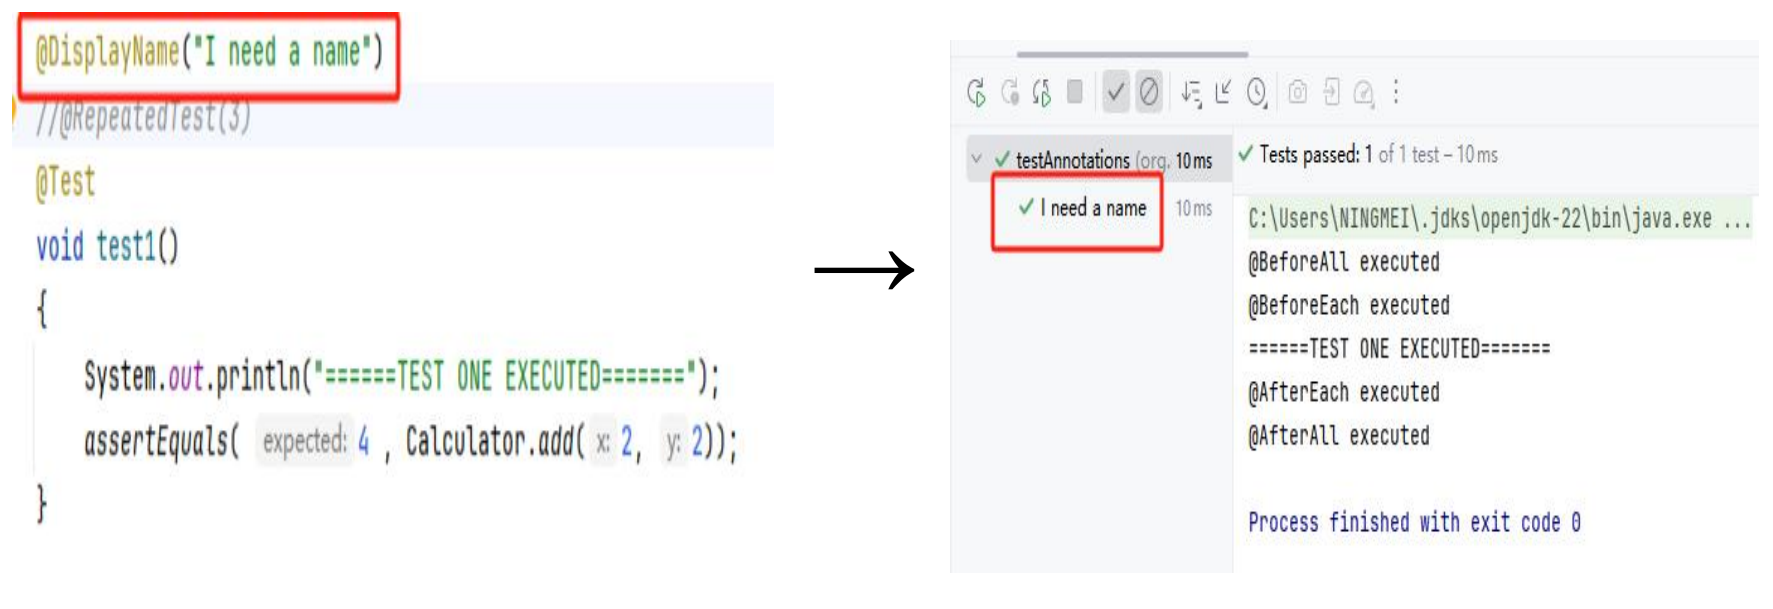 @DisplayName("I need a name")
//@RepeatedTest(3)
@Test
void test1()
{
System.out.println("======TEST ONE EXECUTED=======");
assertEquals( expected: 4 , Calculator.add( x: 2, y: 2));
}
testAnnotations (org. 10 ms
I need a name 10 ms
Tests passed: 1 of 1 test – 10 ms
C:\Users\NINGMEI\.jdks\openjdk-22\bin\java.exe ...
@BeforeAll executed
@BeforeEach executed
======TEST ONE EXECUTED=======
@AfterEach executed
@AfterAll executed
Process finished with exit code 0